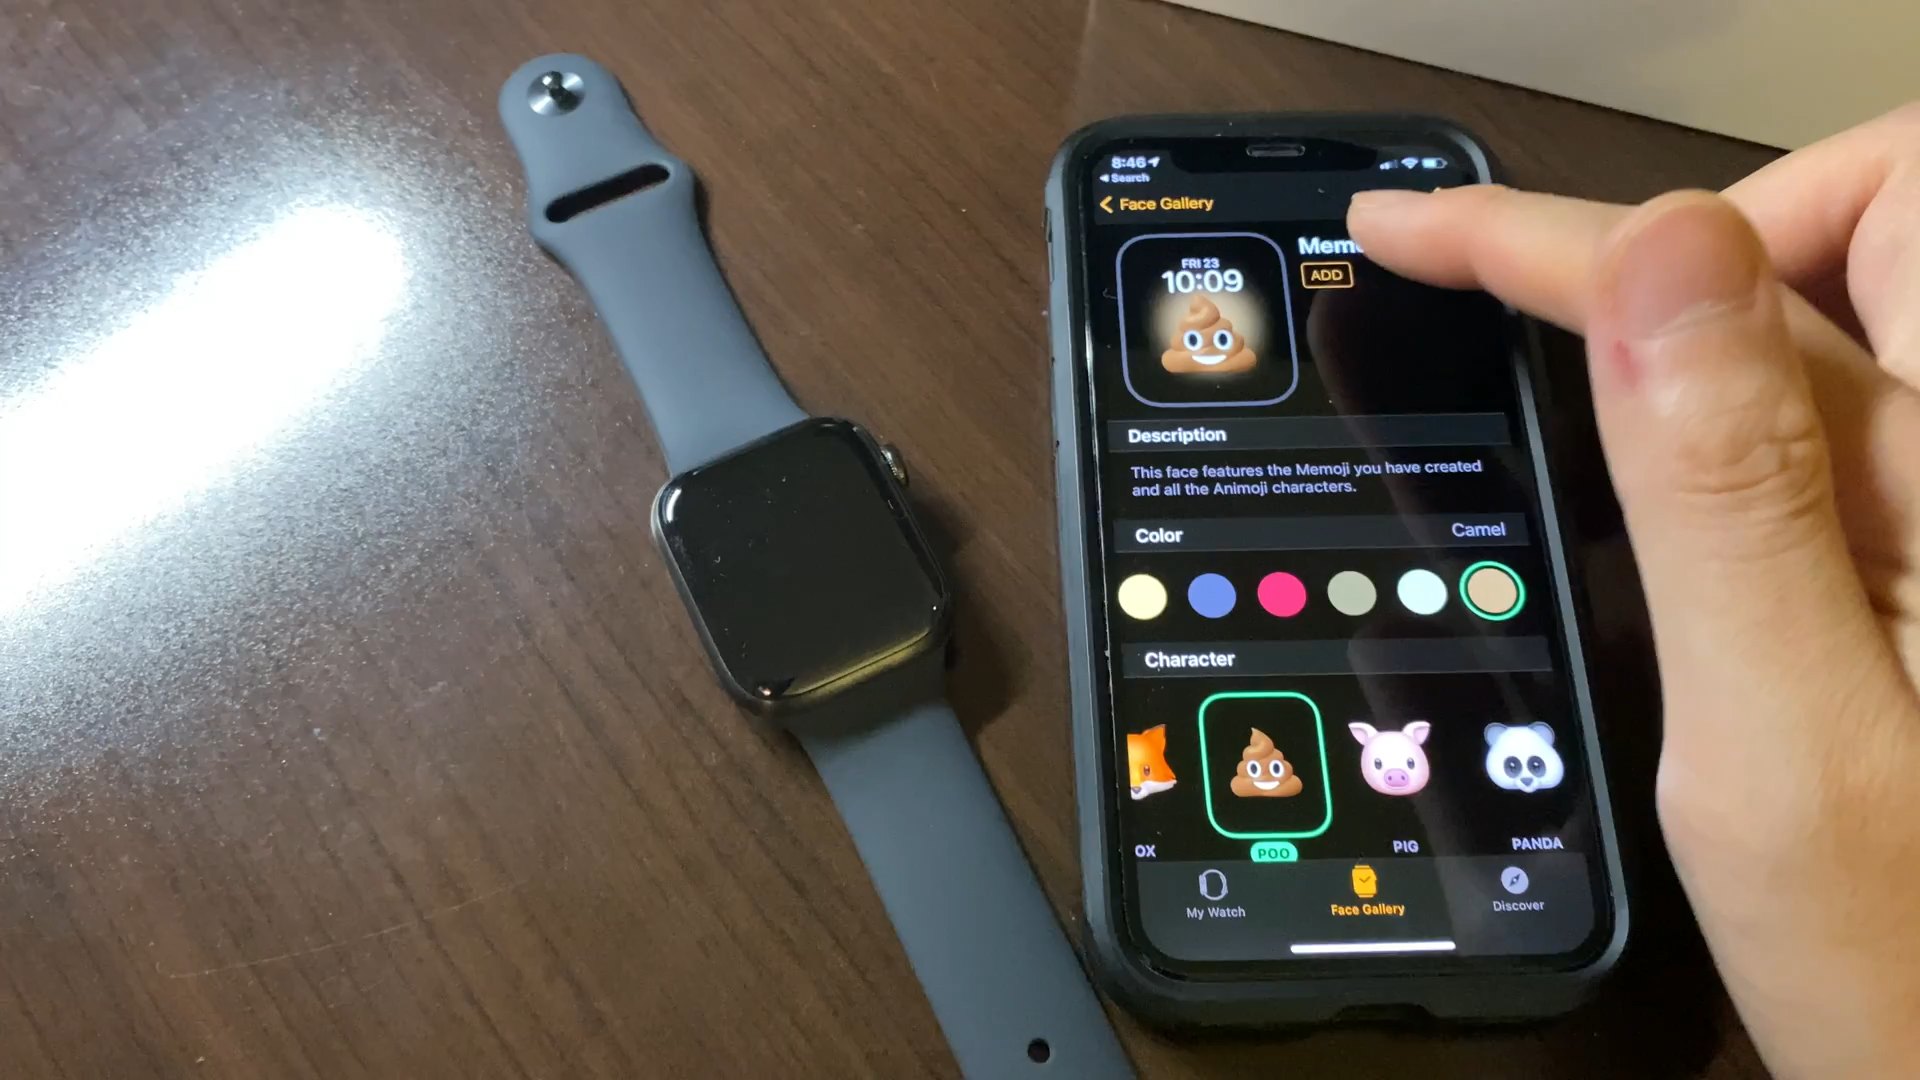 8:46
Search
Face Gallery
FRI 23
10:09
ADD
Description
This face features the Memoji you have created
and all the Animoji characters.
Color
Camel
Character
OX
POO
PIG
PANDA
My Watch
Face Gallery
Discover